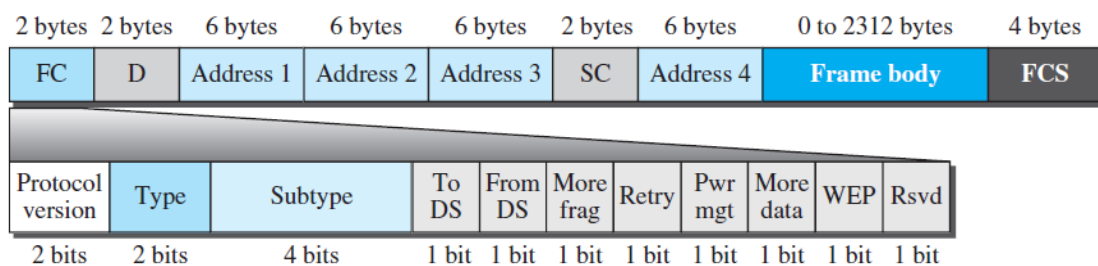 2 bytes 2 bytes 6 bytes 6 bytes 6 bytes 2 bytes 6 bytes 0 to 2312 bytes 4 bytes
FC D Address 1 Address 2 Address 3 SC Address 4 Frame body FCS
Protocol version Type Subtype To DS From DS More frag Retry Pwr mgt More data WEP Rsvd
2 bits 2 bits 4 bits 1 bit 1 bit 1 bit 1 bit 1 bit 1 bit 1 bit 1 bit